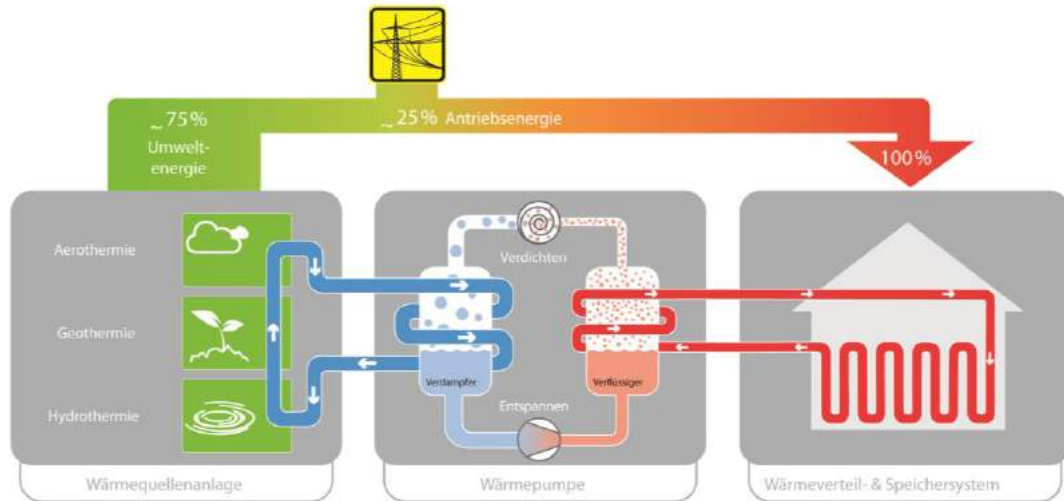 ~75%
Umwelt-
energie
~25% Antriebsenergie
100%
Aerothermie
Geothermie
Hydrothermie
Verdichten
Verdampfer
Verflüssiger
Entspannen
Wärmequellenanlage
Wärmepumpe
Wärmeverteil- & Speichersystem